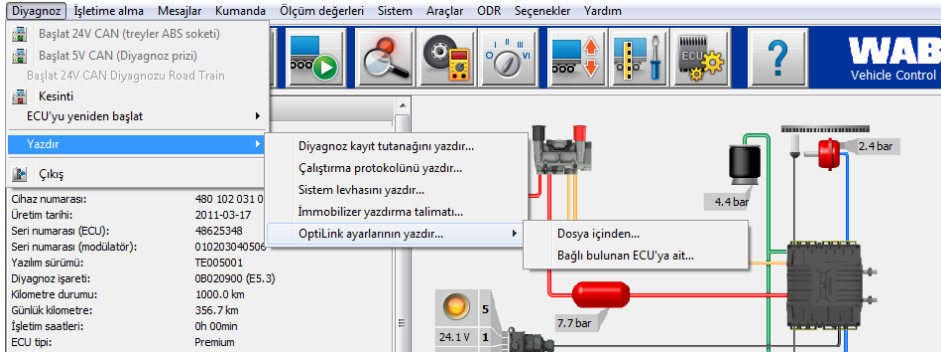 Diyagnoz İşletime alma Mesajlar Kumanda Ölçüm değerleri Sistem Araçlar ODR Seçenekler Yardım
Başlat 24V CAN (treyler ABS soketi)
Başlat 5V CAN (Diyagnoz prizi)
Başlat 24V CAN Diyagnozu Road Train
Kesinti
ECU'yu yeniden başlat
Yazdır
Çıkış
Diyagnoz kayıt tutanağını yazdır...
Çalıştırma protokolünü yazdır...
Sistem levhasını yazdır...
İmmobilizer yazdırma talimatı...
OptiLink ayarlarının yazdır...
Dosya içinden...
Bağlı bulunan ECU'ya ait...
I II III VI
ECU
?
WAB
Vehicle Control
Cihaz numarası: 480 102 031 0
Üretim tarihi: 2011-03-17
Seri numarası (ECU): 48625348
Seri numarası (modülatör): 010203040506
Yazılım sürümü: TE005001
Diyagnoz işareti: 0B020900 (E5.3)
Kilometre durumu: 1000.0 km
Günlük kilometre: 356.7 km
İşletim saatleri: 0h 00min
ECU tipi: Premium
2.4 bar
4.4 bar
7.7 bar
5
24.1 V 1